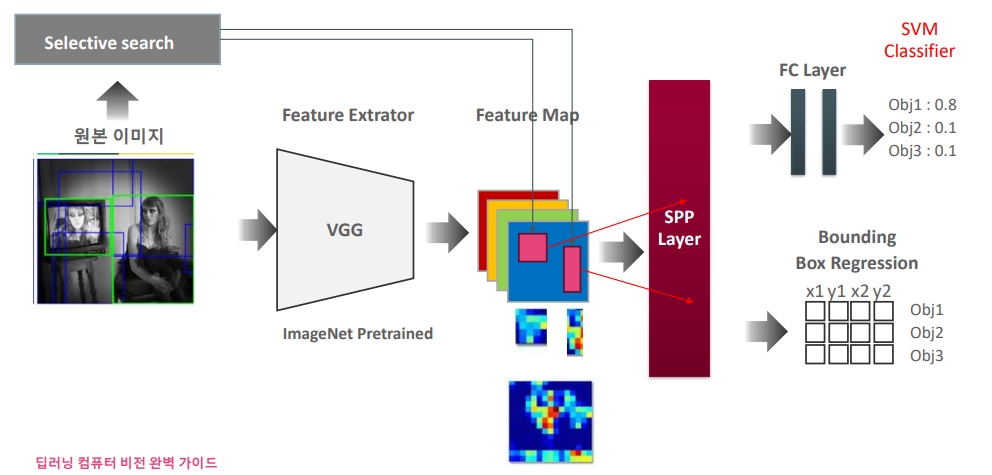 Selective search
원본 이미지
Feature Extrator
VGG
ImageNet Pretrained
Feature Map
SPP
Layer
FC Layer
SVM
Classifier
Obj1 : 0.8
Obj2 : 0.1
Obj3 : 0.1
Bounding
Box Regression
x1 y1 x2 y2
Obj1
Obj2
Obj3
딥러닝 컴퓨터 비전 완벽 가이드